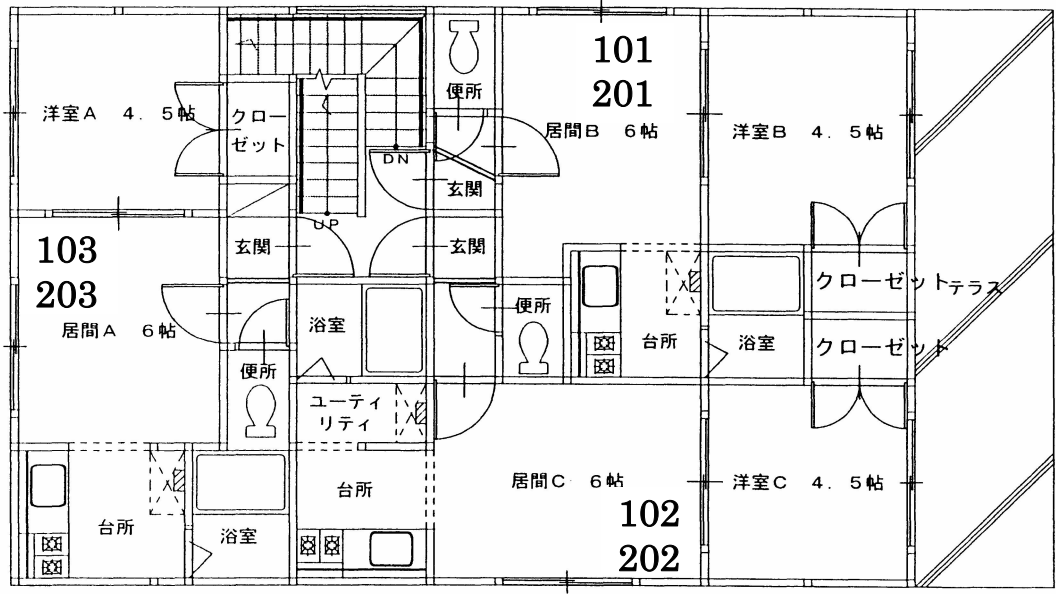 101
201
便所
洋室A 4.5帖
クロー
ゼット
居間B 6帖
洋室B 4.5帖
DN
玄関
UP
103
203
玄関
玄関
クローゼット
テラス
居間A 6帖
浴室
便所
台所
浴室
クローゼット
便所
ユーティ
リティ
台所
居間C 6帖
洋室C 4.5帖
102
202
台所
浴室